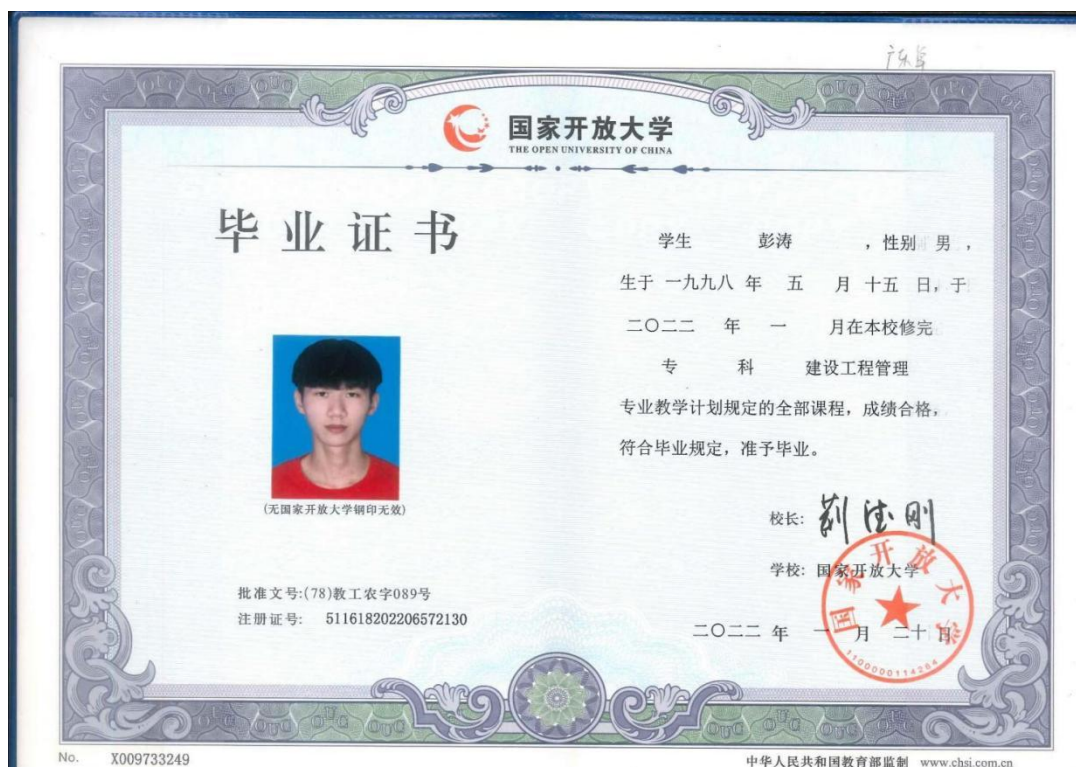 国家开放大学
THE OPEN UNIVERSITY OF CHINA
毕业证书
(无国家开放大学钢印无效)
批准文号:(78)教工农字089号
注册证号: 511618202206572130
学生 彭涛 ，性别 男 ，
生于 一九九八 年 五 月 十五 日，于
二〇二二 年 一 月在本校修完
专 科 建设工程管理
专业教学计划规定的全部课程，成绩合格，
符合毕业规定，准予毕业。
校长:
学校: 国家开放大学
二〇二二 年 一 月 二十 日
国家开放大学
1100000114284
No. X009733249
中华人民共和国教育部监制 www.chsi.com.cn